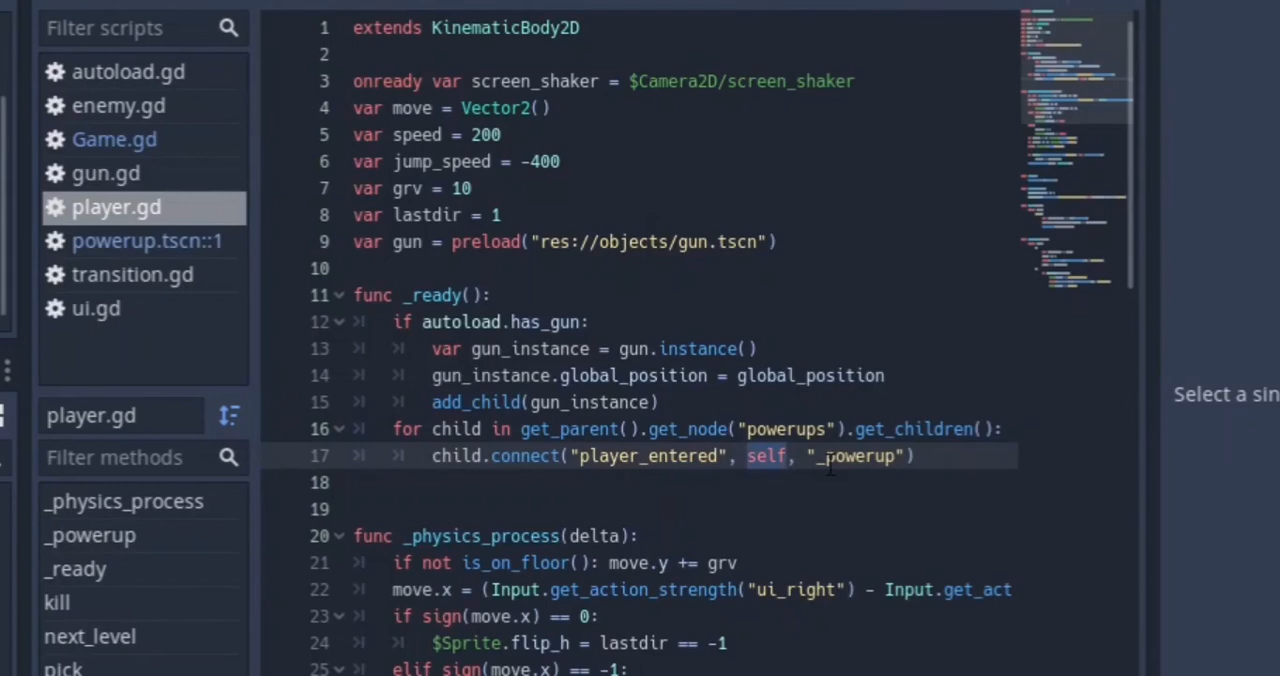 Filter scripts
autoload.gd
enemy.gd
Game.gd
gun.gd
player.gd
powerup.tscn::1
transition.gd
ui.gd
player.gd
Filter methods
_physics_process
_powerup
_ready
kill
next_level
pick
1 extends KinematicBody2D
2
3 onready var screen_shaker = $Camera2D/screen_shaker
4 var move = Vector2()
5 var speed = 200
6 var jump_speed = -400
7 var grv = 10
8 var lastdir = 1
9 var gun = preload("res://objects/gun.tscn")
10
11 func _ready():
12 if autoload.has_gun:
13 var gun_instance = gun.instance()
14 gun_instance.global_position = global_position
15 add_child(gun_instance)
16 for child in get_parent().get_node("powerups").get_children():
17 child.connect("player_entered", self, "_powerup")
18
19
20 func _physics_process(delta):
21 if not is_on_floor(): move.y += grv
22 move.x = (Input.get_action_strength("ui_right") - Input.get_act
23 if sign(move.x) == 0:
24 $Sprite.flip_h = lastdir == -1
25 elif sign(move.x) == -1:
Select a sin